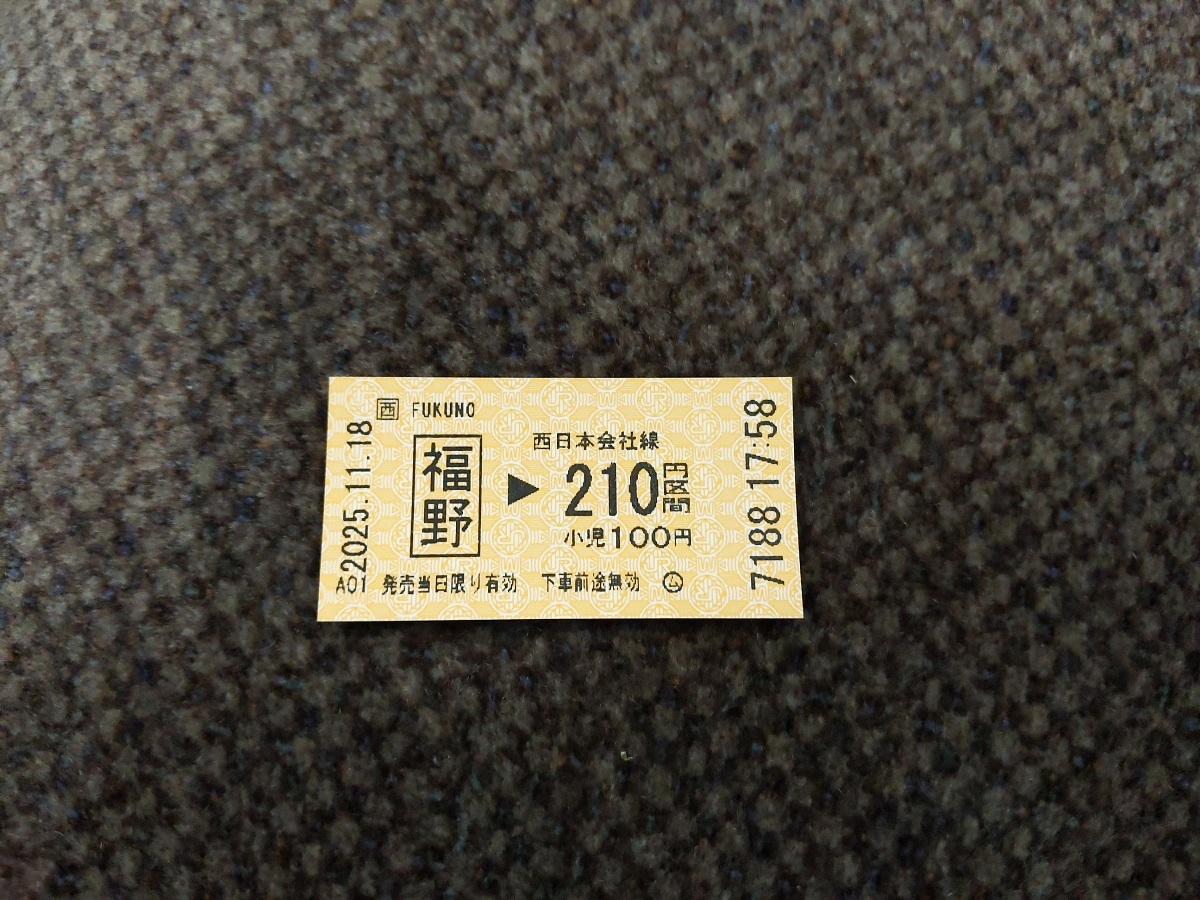 西 FUKUNO
2025.11.18
福野
▶
西日本会社線
210円区間
小児100円
7188 17:58
A01 発売当日限り有効 下車前途無効 ム